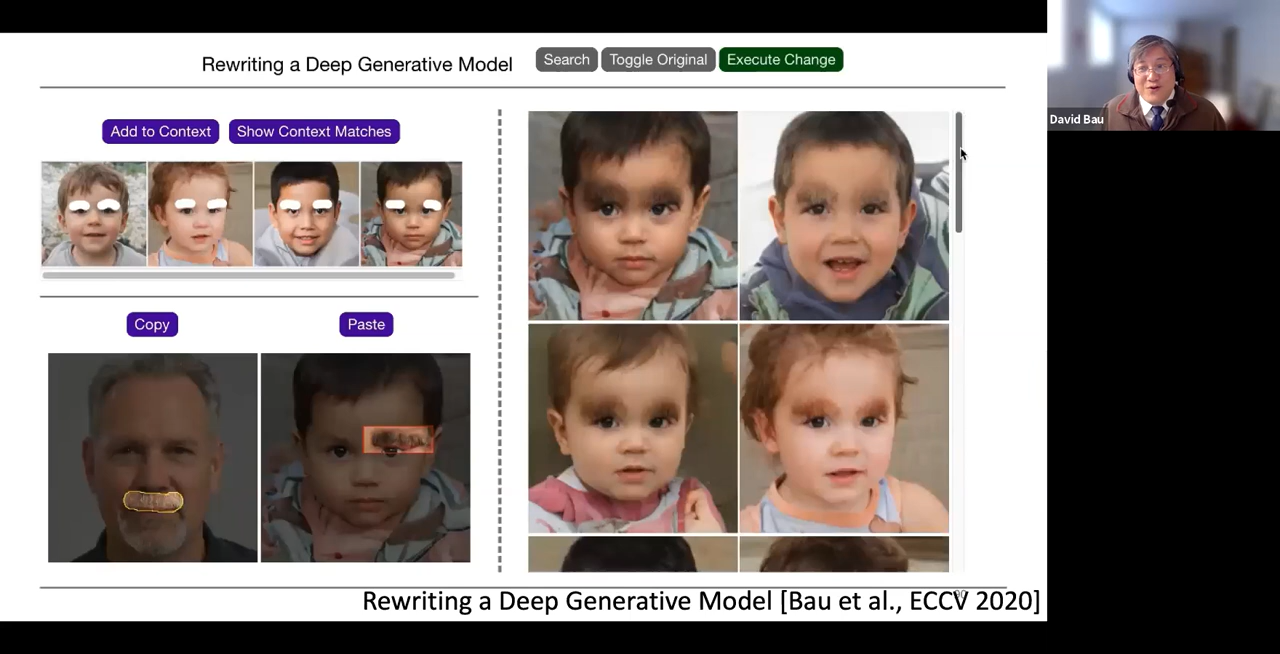 Rewriting a Deep Generative Model
Search
Toggle Original
Execute Change
Add to Context
Show Context Matches
Copy
Paste
Rewriting a Deep Generative Model [Bau et al., ECCV 2020]
David Bau